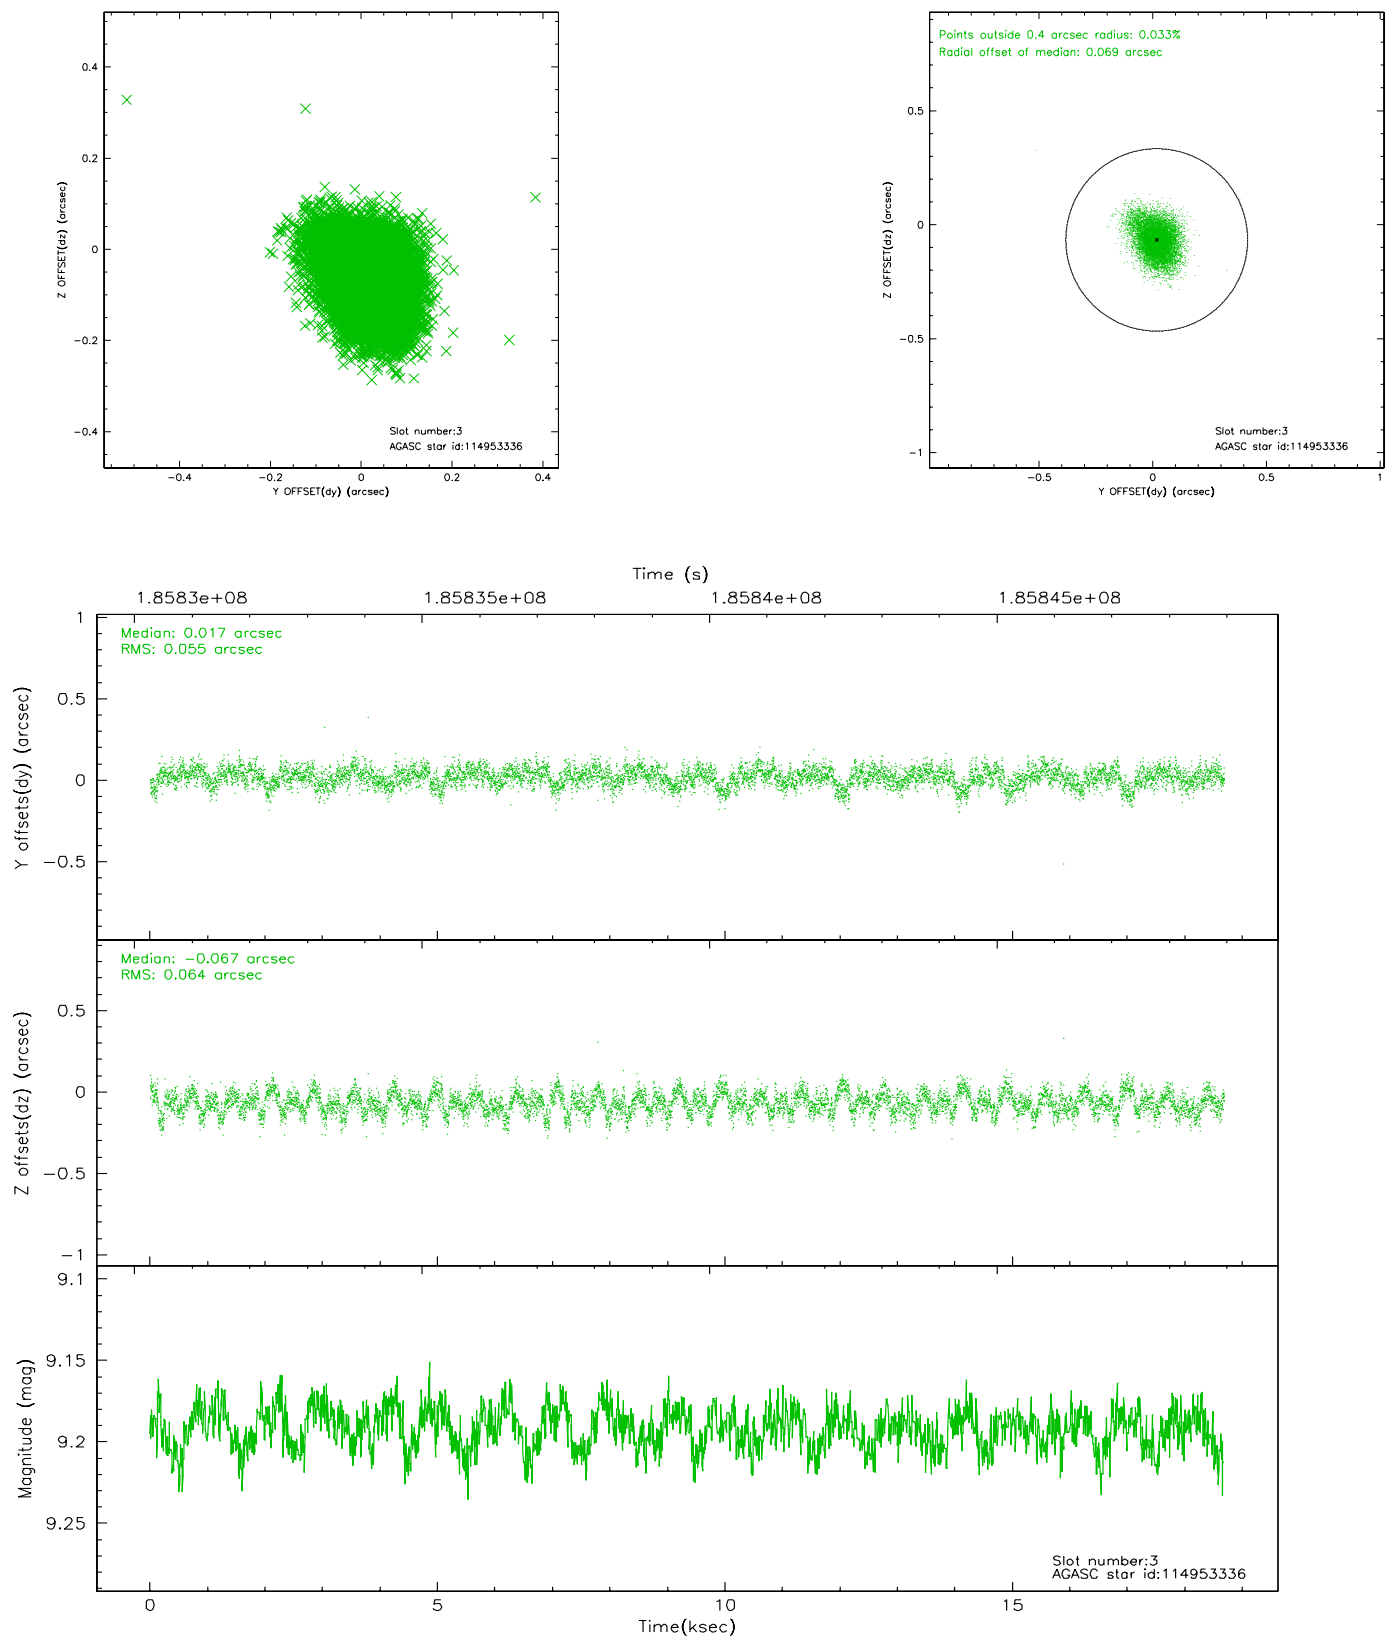 0.4
0.2
0
−0.2
−0.4
Z OFFSET(dz) (arcsec)
Slot number:3
AGASC star id:114953336
−0.4 −0.2 0 0.2 0.4
Y OFFSET(dy) (arcsec)
Points outside 0.4 arcsec radius: 0.033%
Radial offset of median: 0.069 arcsec
0.5
0
−0.5
−1
Z OFFSET(dz) (arcsec)
Slot number:3
AGASC star id:114953336
−0.5 0 0.5 1
Y OFFSET(dy) (arcsec)
Time (s)
1.8583e+08 1.85835e+08 1.8584e+08 1.85845e+08
Median: 0.017 arcsec
RMS: 0.055 arcsec
1
0.5
0
−0.5
Y offsets(dy) (arcsec)
Median: −0.067 arcsec
RMS: 0.064 arcsec
0.5
0
−0.5
−1
Z offsets(dz) (arcsec)
9.1
9.15
9.2
9.25
Magnitude (mag)
Slot number:3
AGASC star id:114953336
0 5 10 15
Time(ksec)